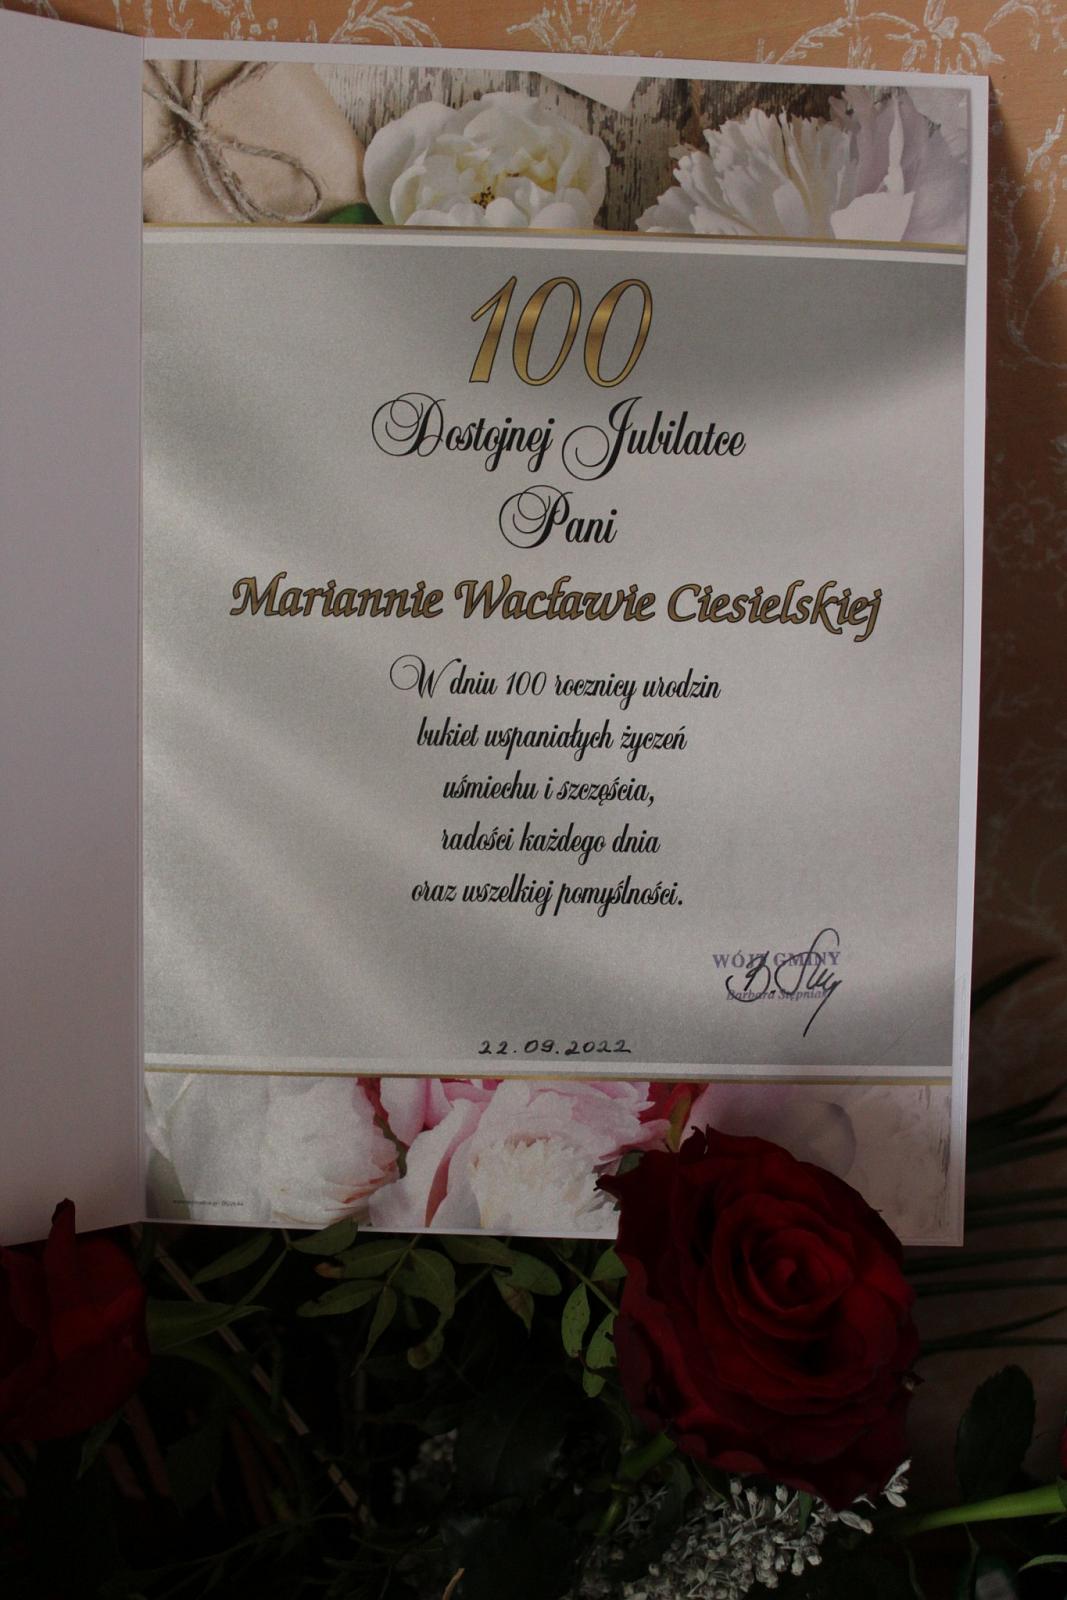 100
Dostojnej Jubilatce
Pani
Mariannie Wacławie Ciesielskiej
W dniu 100 rocznicy urodzin
bukiet wspaniałych życzeń
uśmiechu i szczęścia,
radości każdego dnia
oraz wszelkiej pomyślności.
WÓJT GMINY
Barbara Stępniak
22.09.2022